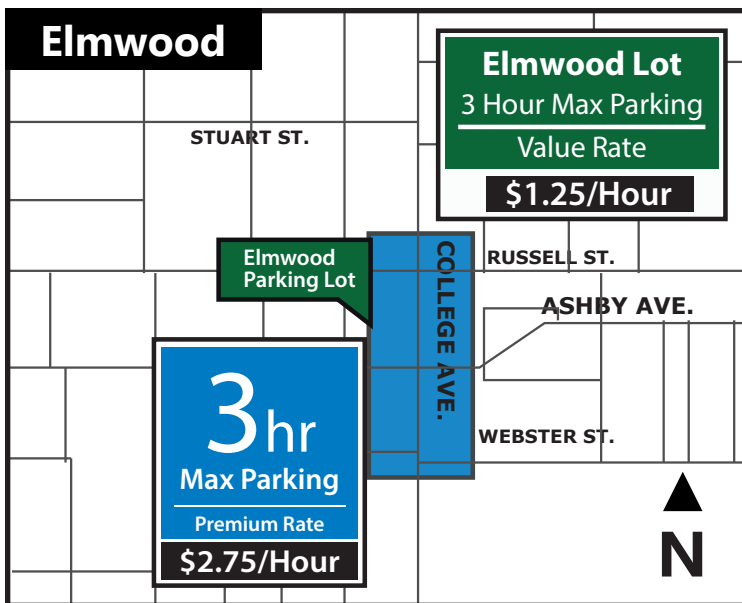 Elmwood
Elmwood Lot
3 Hour Max Parking
Value Rate
$1.25/Hour
STUART ST.
Elmwood
Parking Lot
COLLEGE AVE.
RUSSELL ST.
ASHBY AVE.
3hr
Max Parking
Premium Rate
$2.75/Hour
WEBSTER ST.
N